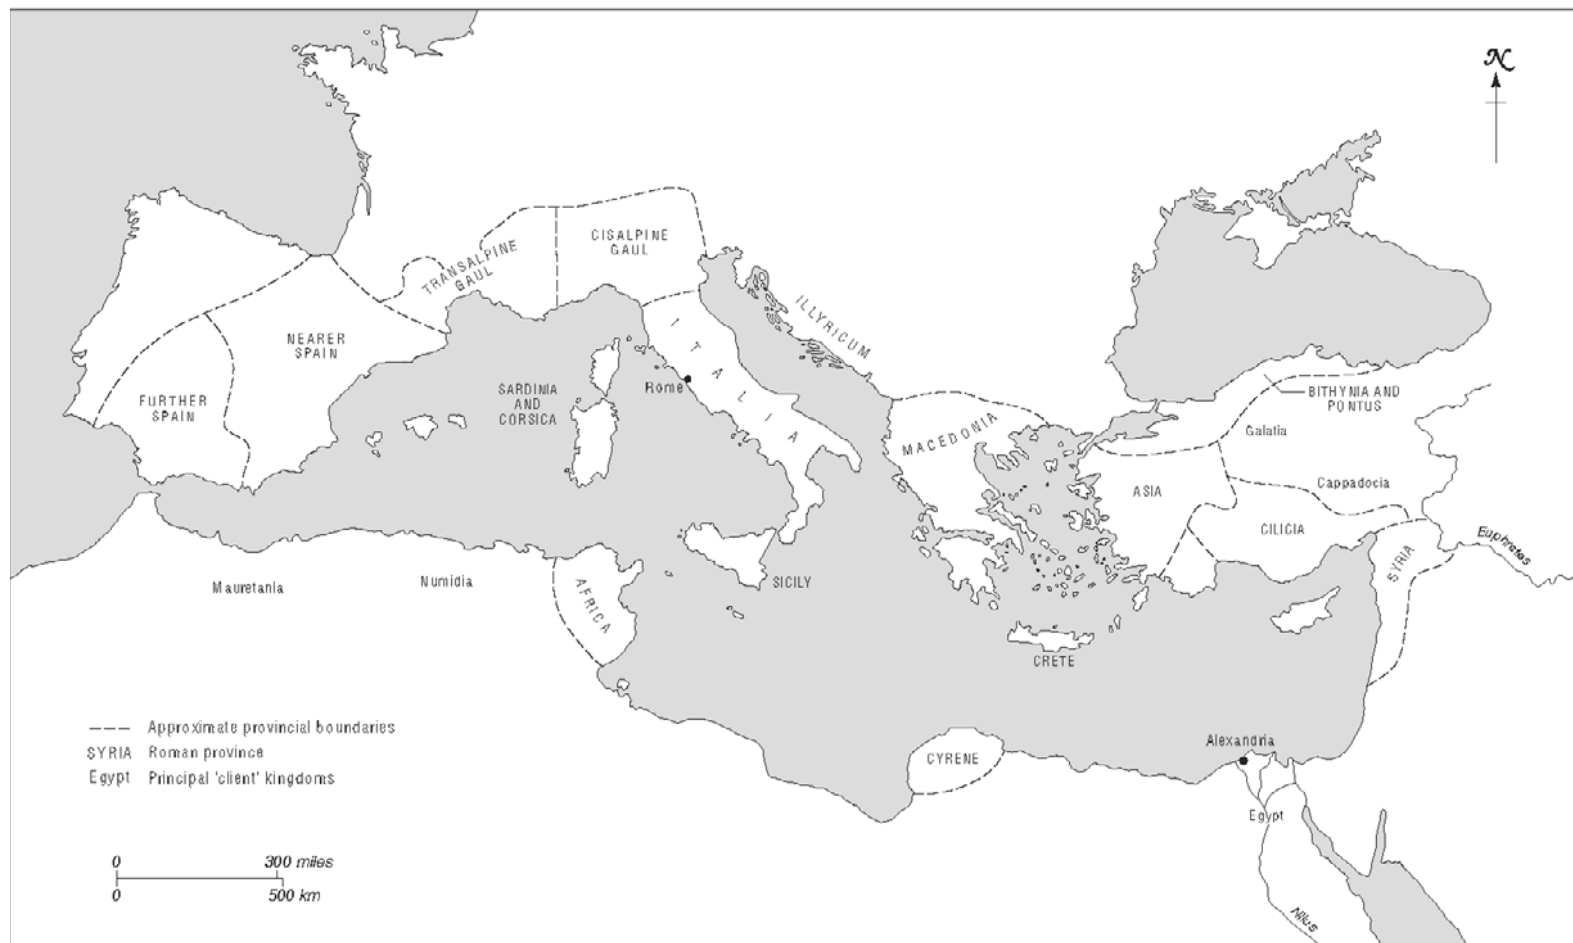 N
CISALPINE
GAUL
TRANSALPINE
GAUL
ILLYRICUM
NEARER
SPAIN
ITALIA
Rome
SARDINIA
AND
CORSICA
FURTHER
SPAIN
BITHYNIA AND
PONTUS
Galatia
MACEDONIA
ASIA
Cappadocia
CILICIA
Euphrates
SYRIA
Mauretania
Numidia
AFRICA
SICILY
CRETE
Approximate provincial boundaries
SYRIA Roman province
Egypt Principal 'client' kingdoms
CYRENE
Alexandria
Egypt
Nilus
0 300 miles
0 500 km